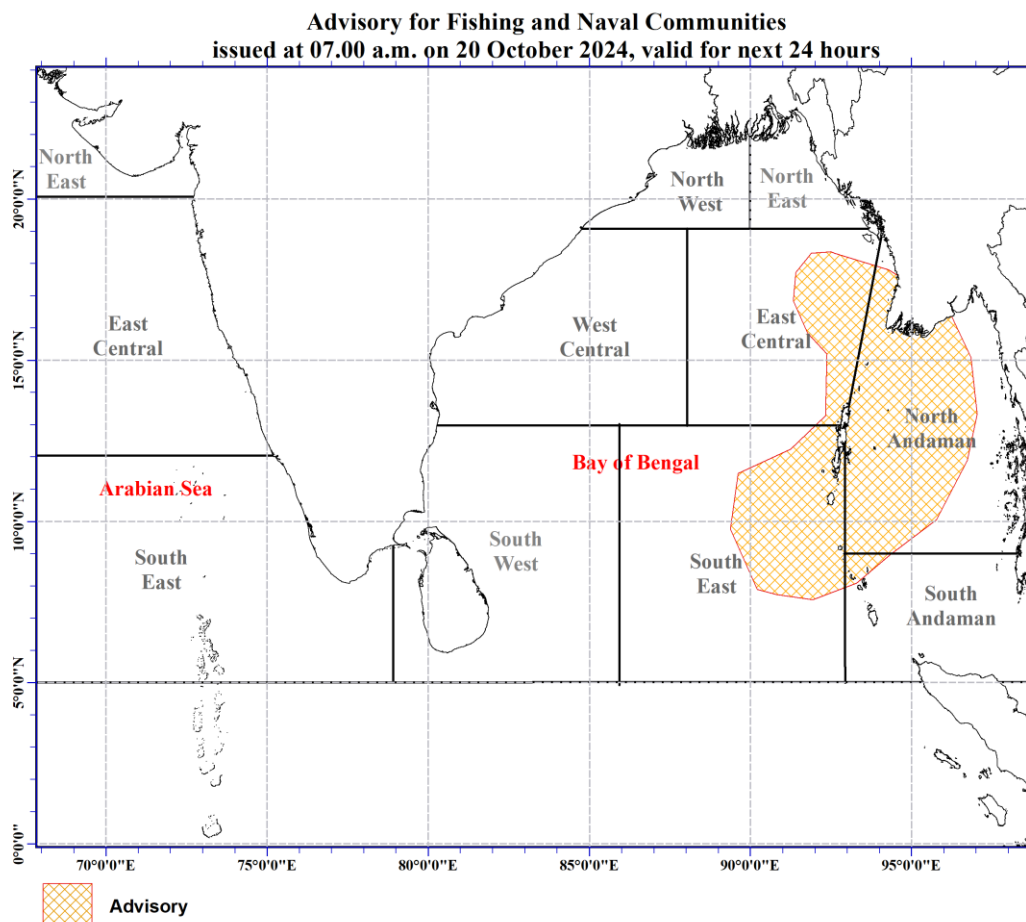 Advisory for Fishing and Naval Communities
issued at 07.00 a.m. on 20 October 2024, valid for next 24 hours
North
East
North
West
North
East
East
Central
West
Central
East
Central
North
Andaman
Arabian Sea
Bay of Bengal
South
East
South
West
South
East
South
Andaman
20°0'0"N
15°0'0"N
10°0'0"N
5°0'0"N
0°0'0"
70°0'0"E
75°0'0"E
80°0'0"E
85°0'0"E
90°0'0"E
95°0'0"E
Advisory